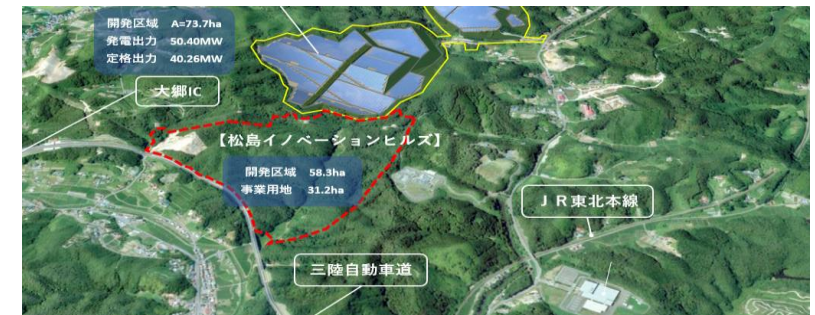 開発区域 A=73.7ha
発電出力 50.40MW
定格出力 40.26MW
大郷IC
【松島イノベーションヒルズ】
開発区域 58.3ha
事業用地 31.2ha
JR東北本線
三陸自動車道